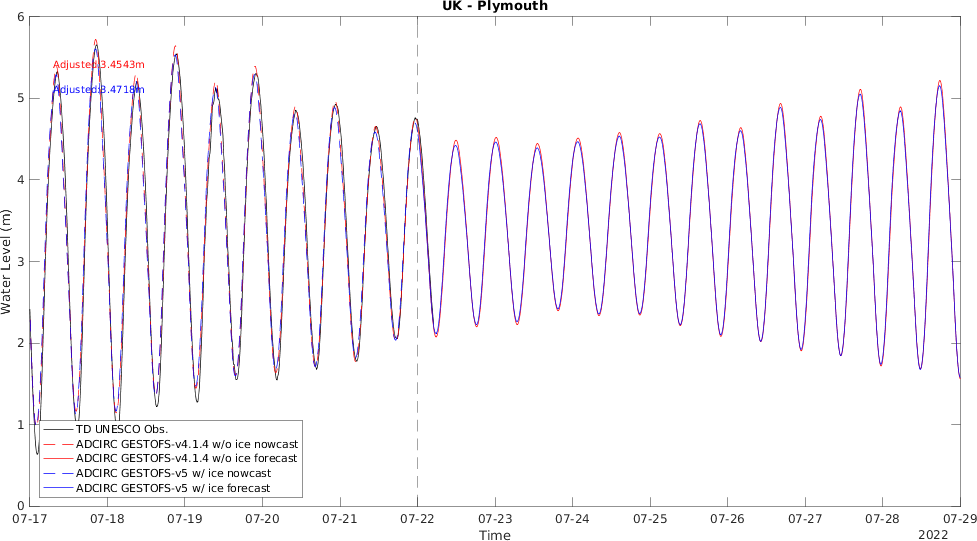 UK - Plymouth
6
Adjusted:3.4543m
Adjusted:3.4718m
5
4
3
2
1
0
Water Level (m)
TD UNESCO Obs.
ADCIRC GESTOFS-v4.1.4 w/o ice nowcast
ADCIRC GESTOFS-v4.1.4 w/o ice forecast
ADCIRC GESTOFS-v5 w/ ice nowcast
ADCIRC GESTOFS-v5 w/ ice forecast
07-17 07-18 07-19 07-20 07-21 07-22 07-23 07-24 07-25 07-26 07-27 07-28 07-29
Time
2022